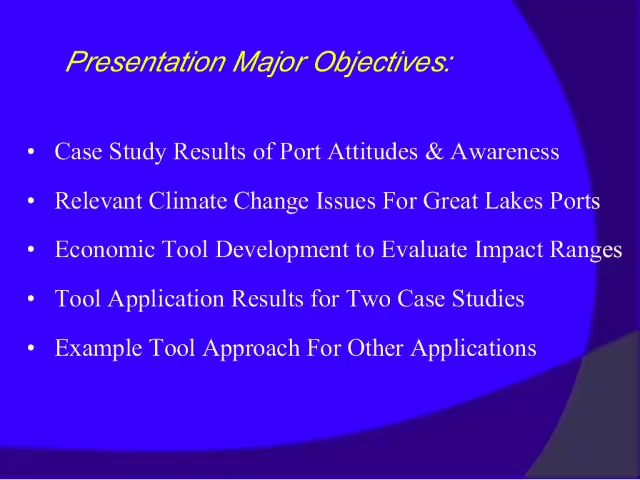 Presentation Major Objectives:
• Case Study Results of Port Attitudes & Awareness
• Relevant Climate Change Issues For Great Lakes Ports
• Economic Tool Development to Evaluate Impact Ranges
• Tool Application Results for Two Case Studies
• Example Tool Approach For Other Applications